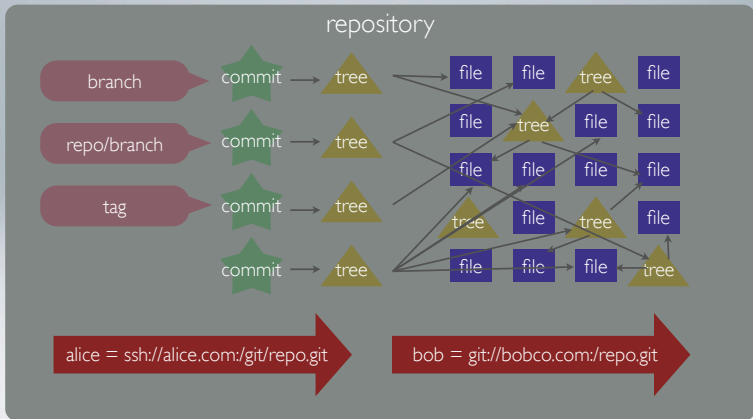 repository
branch
commit
tree
file
file
tree
file
repo/branch
commit
tree
file
tree
file
file
tag
commit
tree
file
file
file
file
tree
file
tree
file
commit
tree
file
file
file
tree
alice = ssh://alice.com:/git/repo.git
bob = git://bobco.com:/repo.git